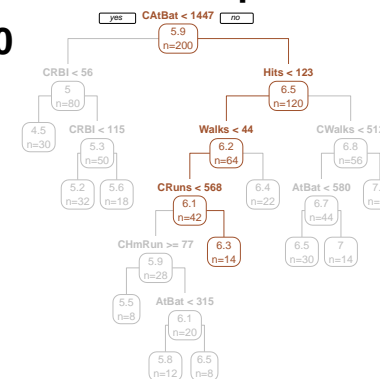 yes CAtBat < 1447 no
0
5.9
n=200
CRBI < 56 Hits < 123
5 6.5
n=80 n=120
CRBI < 115 Walks < 44
4.5 5.3 6.2 6.8
n=30 n=50 n=64 n=56
CRuns < 568 AtBat < 580
5.2 5.6 6.1 6.4 6.7
n=32 n=18 n=42 n=22 n=44
CHmRun >= 77
5.9 6.3 6.5 7
n=28 n=14 n=30 n=14
AtBat < 315
5.5 6.1
n=8 n=20
5.8 6.5
n=12 n=8